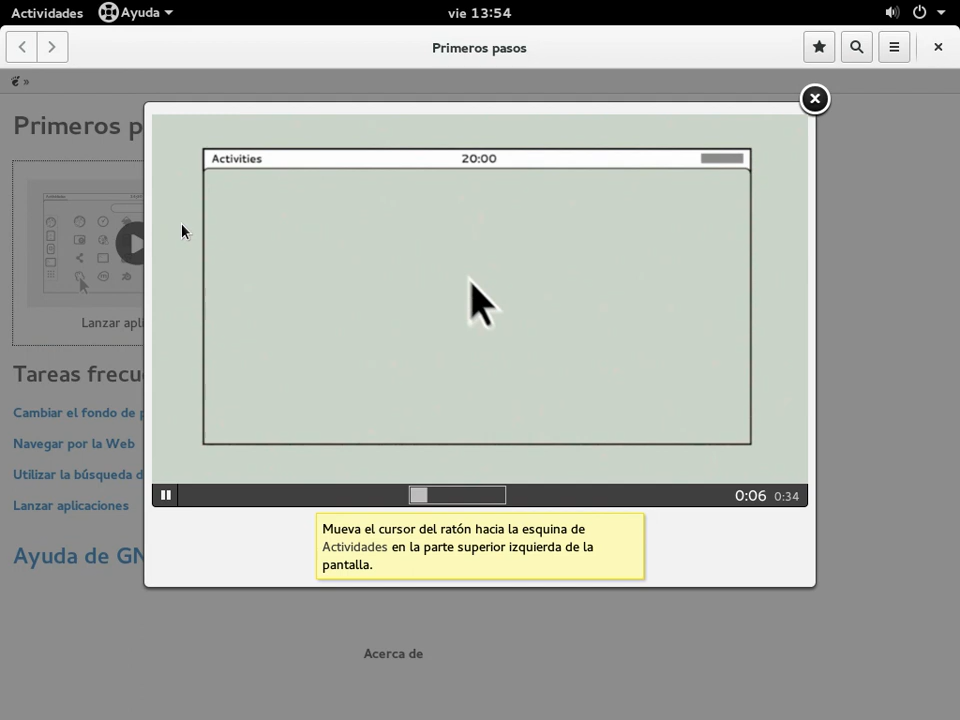 Actividades Ayuda vie 13:54
Primeros pasos
»
Primeros p
Activities 20:00
Lanzar apli
Tareas frecu
Cambiar el fondo de p
Navegar por la Web
Utilizar la búsqueda d
Lanzar aplicaciones
0:06 0:34
Mueva el cursor del ratón hacia la esquina de
Actividades en la parte superior izquierda de la
pantalla.
Ayuda de GN
Acerca de